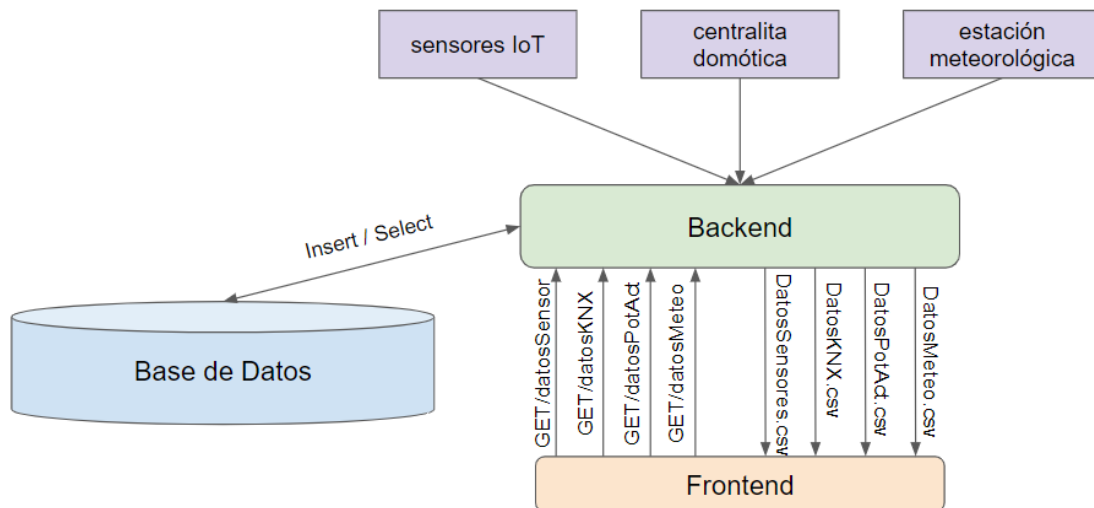 sensores IoT
centralita
domótica
estación
meteorológica
Backend
Insert / Select
Base de Datos
GET/datosSensor
GET/datosKNX
GET/datosPotAct
GET/datosMeteo
DatosSensores.csv
DatosKNX.csv
DatosPotAct.csv
DatosMeteo.csv
Frontend